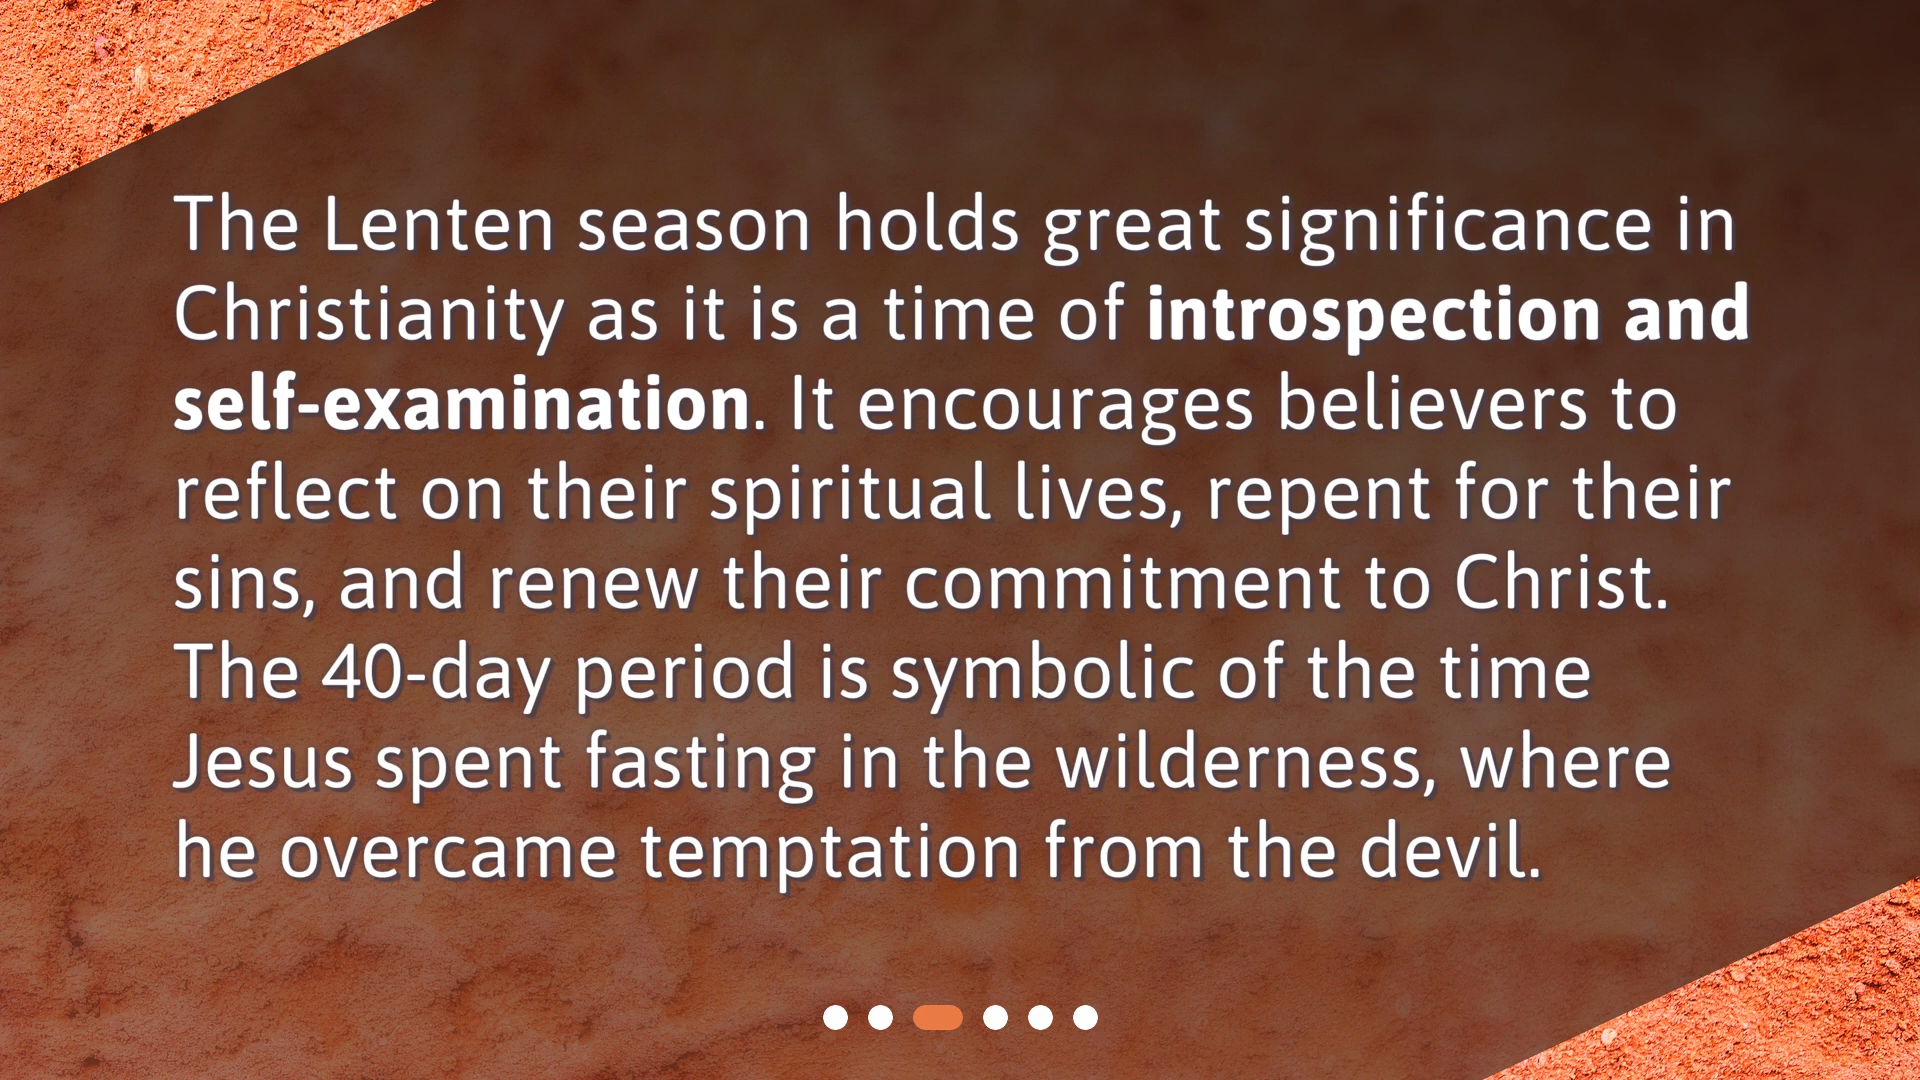 The Lenten season holds great significance in
Christianity as it is a time of introspection and
self-examination. It encourages believers to
reflect on their spiritual lives, repent for their
sins, and renew their commitment to Christ.
The 40-day period is symbolic of the time
Jesus spent fasting in the wilderness, where
he overcame temptation from the devil.